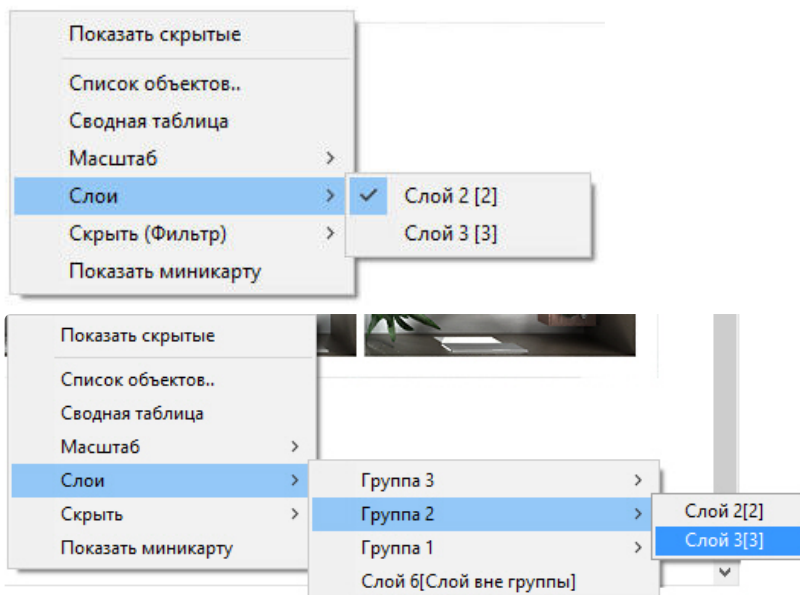 Показать скрытые
Список объектов..
Сводная таблица
Масштаб
Слои
Скрыть (Фильтр)
Показать миникарту
Слой 2 [2]
Слой 3 [3]
Показать скрытые
Список объектов..
Сводная таблица
Масштаб
Слои
Скрыть
Показать миникарту
Группа 3
Группа 2
Группа 1
Слой 6[Слой вне группы]
Слой 2[2]
Слой 3[3]